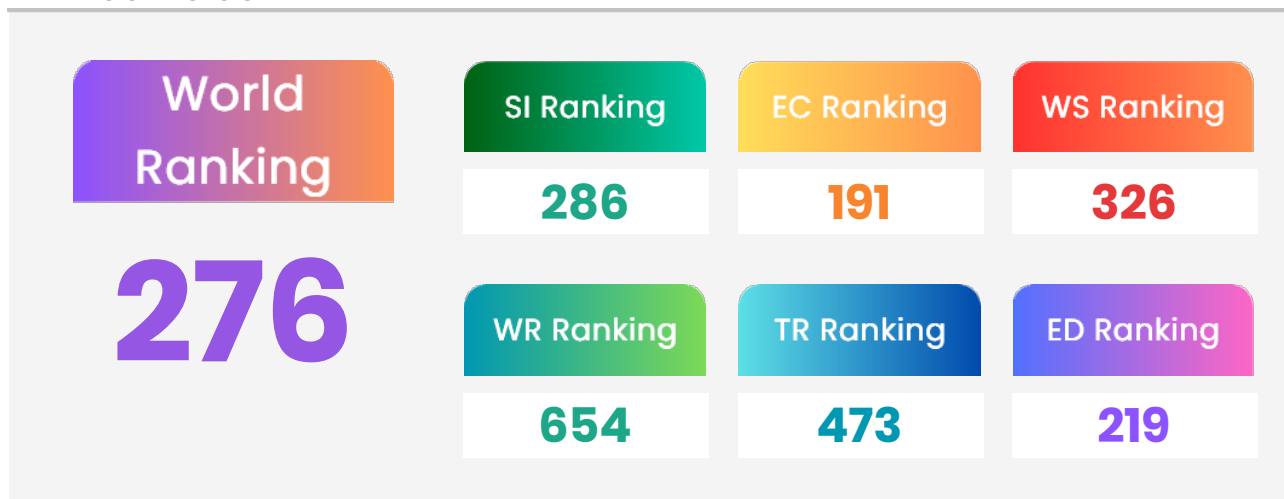 World
Ranking
276
SI Ranking
286
EC Ranking
191
WS Ranking
326
WR Ranking
654
TR Ranking
473
ED Ranking
219